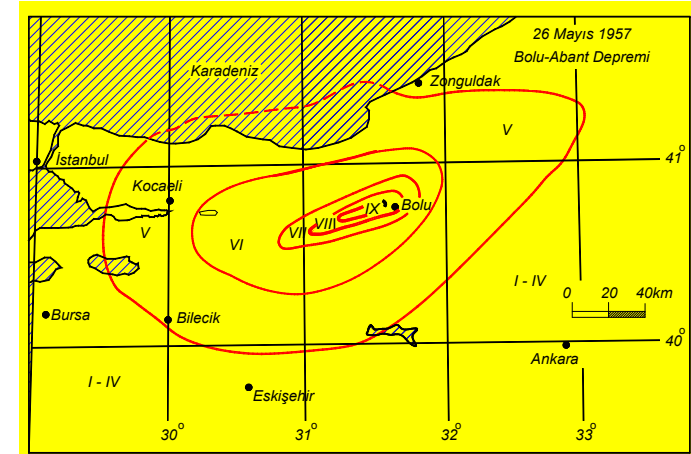 26 Mayıs 1957
Bolu-Abant Depremi
Karadeniz
Zonguldak
V
İstanbul
41°
Kocaeli
IX
Bolu
VIII
VII
VI
V
I - IV
0 20 40km
Bursa
Bilecik
40°
Ankara
I - IV
Eskişehir
30° 31° 32° 33°